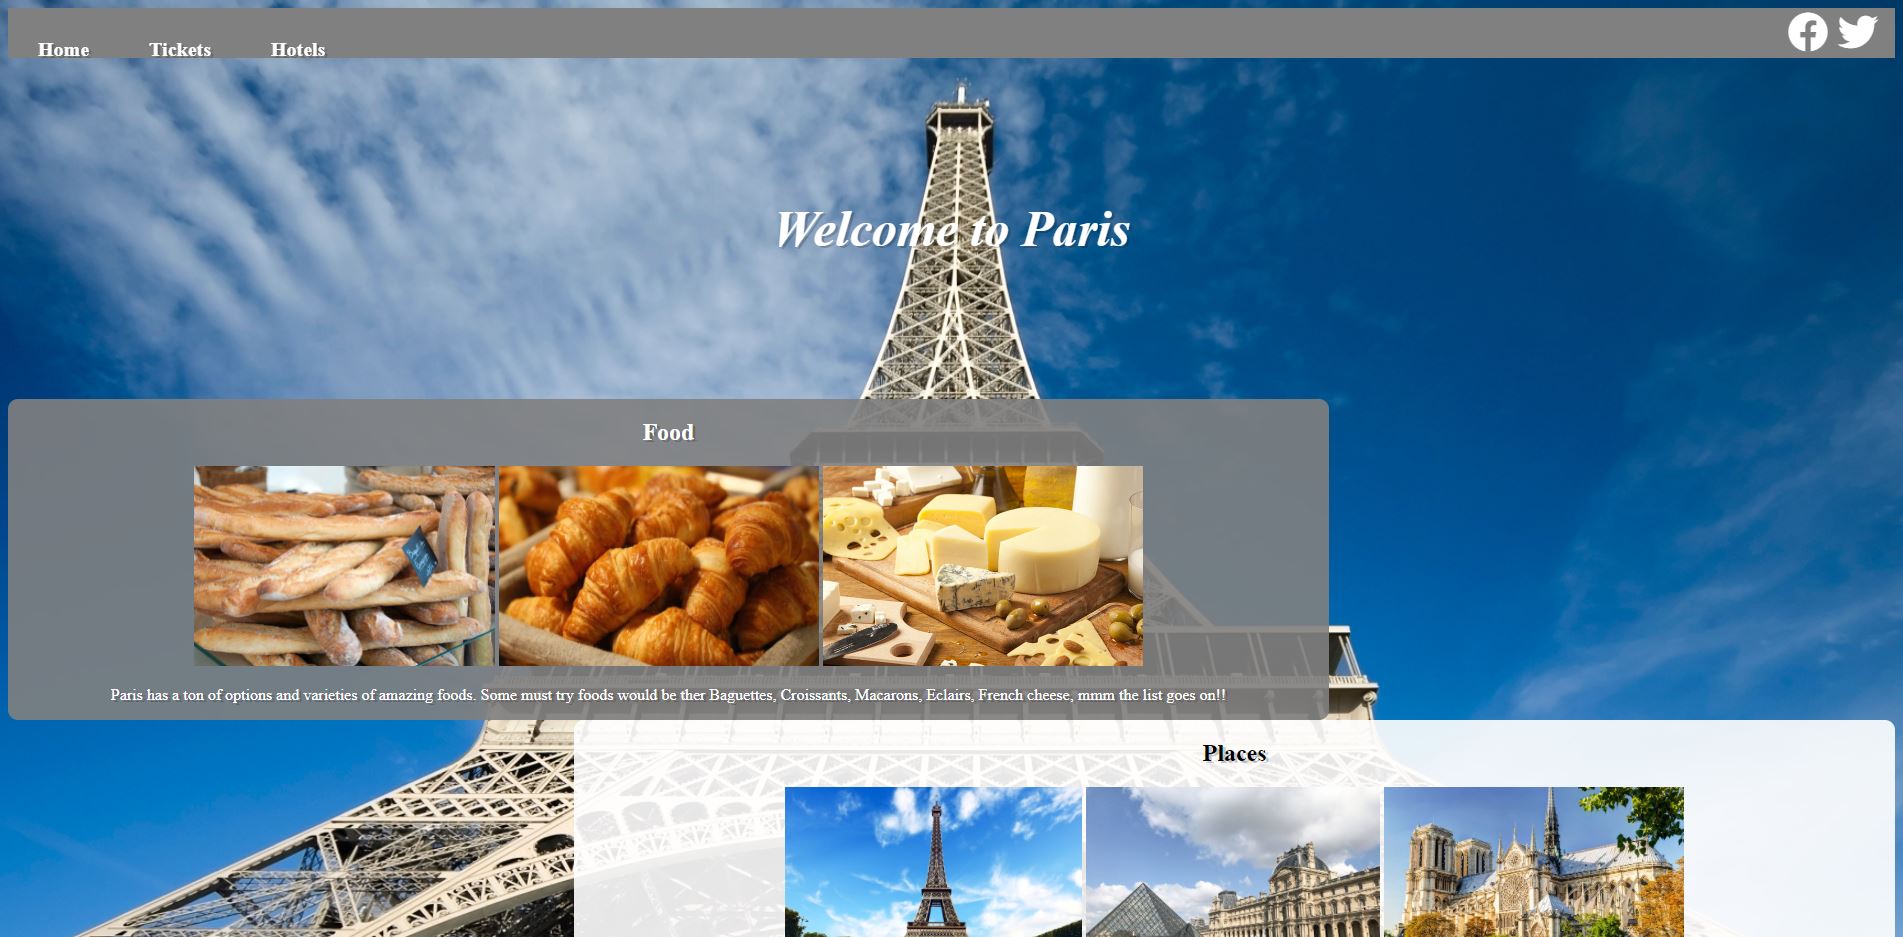 Home Tickets Hotels
Welcome to Paris
Food
Paris has a ton of options and varieties of amazing foods. Some must try foods would be ther Baguettes, Croissants, Macarons, Eclairs, French cheese, mmm the list goes on!!
Places